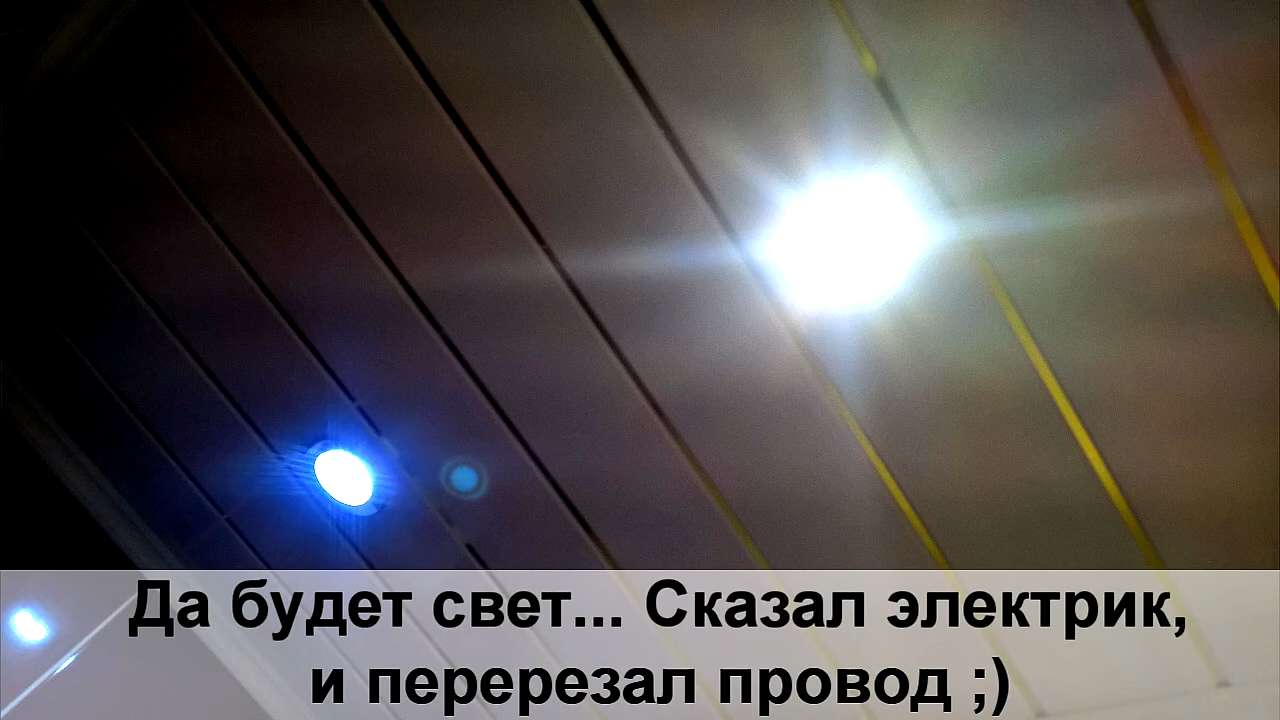 Да будет свет... Сказал электрик,
и перерезал провод ;)